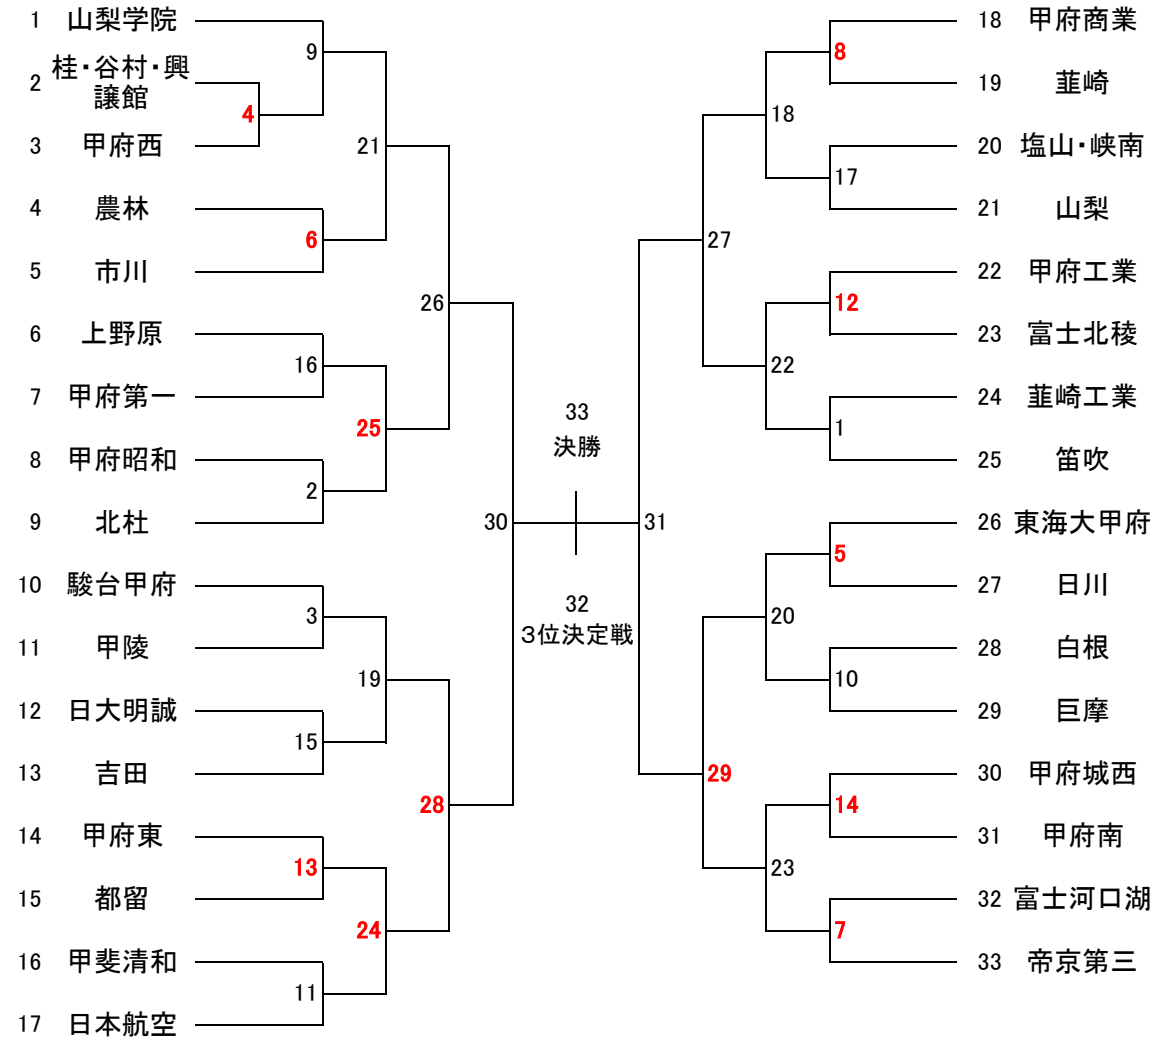 1 山梨学院
9
2 桂・谷村・興
譲館
4
3 甲府西
21
4 農林
6
5 市川
26
6 上野原
16
7 甲府第一
25
8 甲府昭和
2
9 北杜
30
10 駿台甲府
3
11 甲陵
19
12 日大明誠
15
13 吉田
28
14 甲府東
13
15 都留
24
16 甲斐清和
11
17 日本航空
33
決勝
32
3位決定戦
18 甲府商業
8
19 韮崎
18
20 塩山・峡南
17
21 山梨
27
22 甲府工業
12
23 富士北稜
22
24 韮崎工業
1
25 笛吹
31
26 東海大甲府
5
27 日川
20
28 白根
10
29 巨摩
29
30 甲府城西
14
31 甲府南
23
32 富士河口湖
7
33 帝京第三